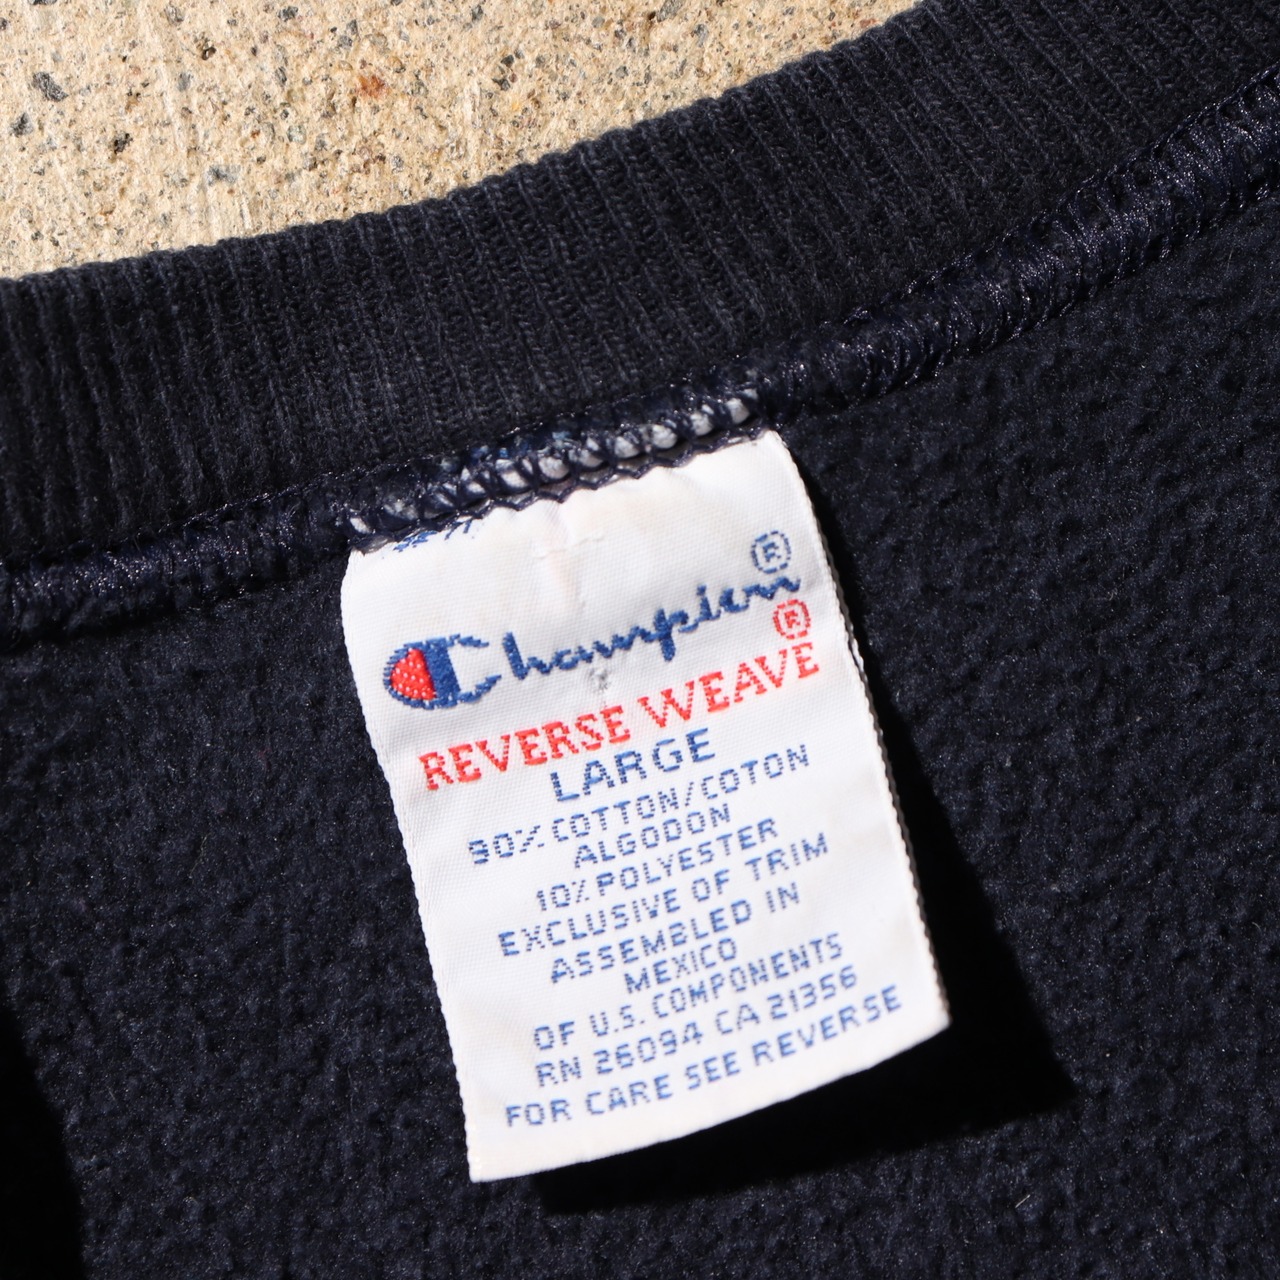 Champion®
REVERSE WEAVE®
LARGE
90% COTTON/COTON
ALGODON
10% POLYESTER
EXCLUSIVE OF TRIM
ASSEMBLED IN
MEXICO
OF U.S. COMPONENTS
RN 26094 CA 21356
FOR CARE SEE REVERSE